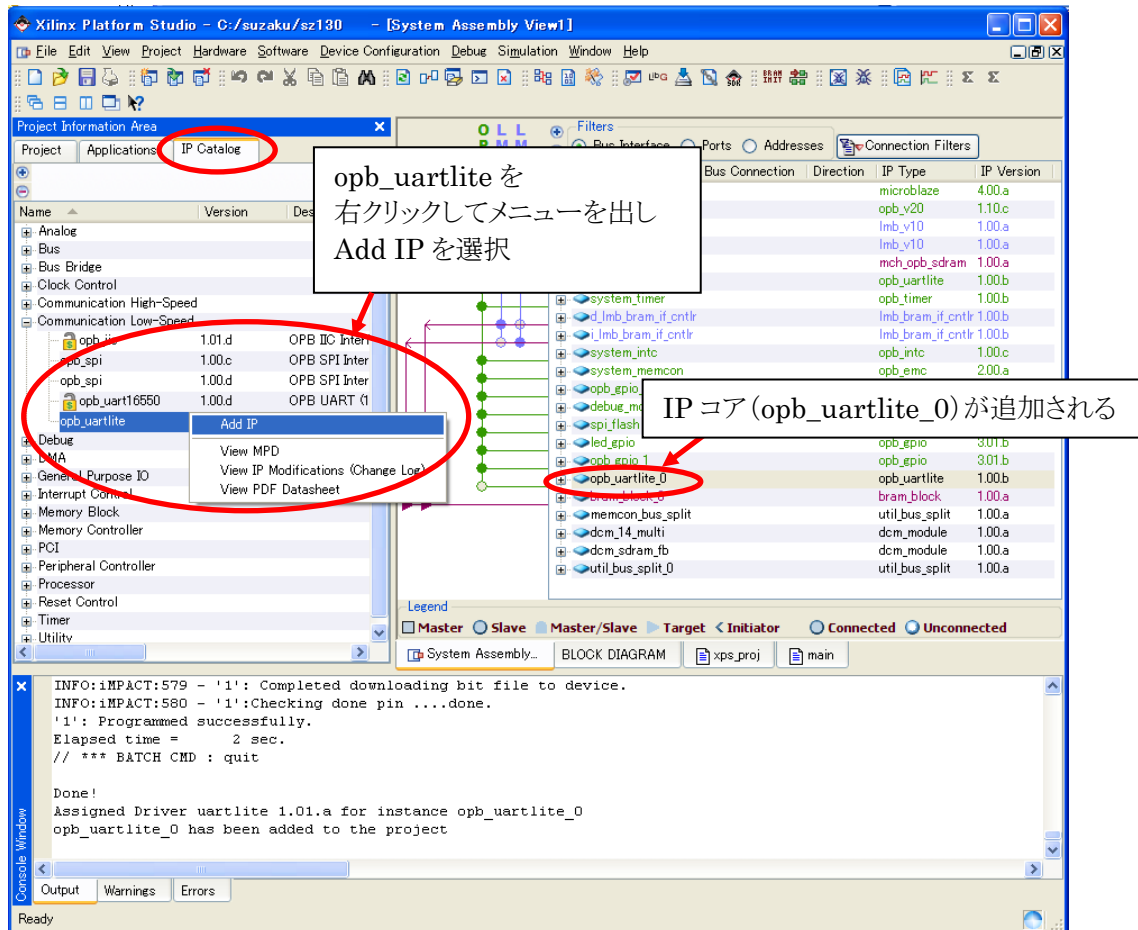 Xilinx Platform Studio - C:/suzaku/sz130 - [System Assembly View1]
File Edit View Project Hardware Software Device Configuration Debug Simulation Window Help
Project Information Area
Project Applications IP Catalog
Name Version Des
Analog
Bus
Bus Bridge
Clock Control
Communication High-Speed
Communication Low-Speed
1.01.d OPB IIC Inter
opb_spi 1.00.c OPB SPI Inter
opb_spi 1.00.d OPB SPI Inter
opb_uart16550 1.00.d OPB UART (1
opb_uartlite
Add IP
View MPD
View IP Modifications (Change Log)
View PDF Datasheet
Debug
DMA
General Purpose IO
Interrupt Control
Memory Block
Memory Controller
PCI
Peripheral Controller
Processor
Reset Control
Timer
Utility
opb_uartlite を
右クリックしてメニューを出し
Add IP を選択
O L L
Filters
Bus Interface Ports Addresses Connection Filters
Bus Connection Direction IP Type IP Version
microblaze 4.00.a
opb_v20 1.10.c
lmb_v10 1.00.a
lmb_v10 1.00.a
mch_opb_sdram 1.00.a
opb_uartlite 1.00.b
system_timer opb_timer 1.00.b
d_lmb_bram_if_cntlr lmb_bram_if_cntlr 1.00.b
i_lmb_bram_if_cntlr lmb_bram_if_cntlr 1.00.b
system_intc opb_intc 1.00.c
system_memcon opb_emc 2.00.a
opb_gpio
debug_mo
spi_flash
led_gpio opb_gpio 3.01.b
opb_gpio_1 opb_gpio 3.01.b
opb_uartlite_0 opb_uartlite 1.00.b
bram_block_0 bram_block 1.00.a
memcon_bus_split util_bus_split 1.00.a
dcm_14_multi dcm_module 1.00.a
dcm_sdram_fb dcm_module 1.00.a
util_bus_split_0 util_bus_split 1.00.a
IP コア(opb_uartlite_0)が追加される
Legend
Master Slave Master/Slave Target Initiator Connected Unconnected
System Assembly... BLOCK DIAGRAM xps_proj main
INFO:iMPACT:579 - '1': Completed downloading bit file to device.
INFO:iMPACT:580 - '1':Checking done pin ....done.
'1': Programmed successfully.
Elapsed time = 2 sec.
// *** BATCH CMD : quit
Done!
Assigned Driver uartlite 1.01.a for instance opb_uartlite_0
opb_uartlite_0 has been added to the project
Console Window
Output Warnings Errors
Ready